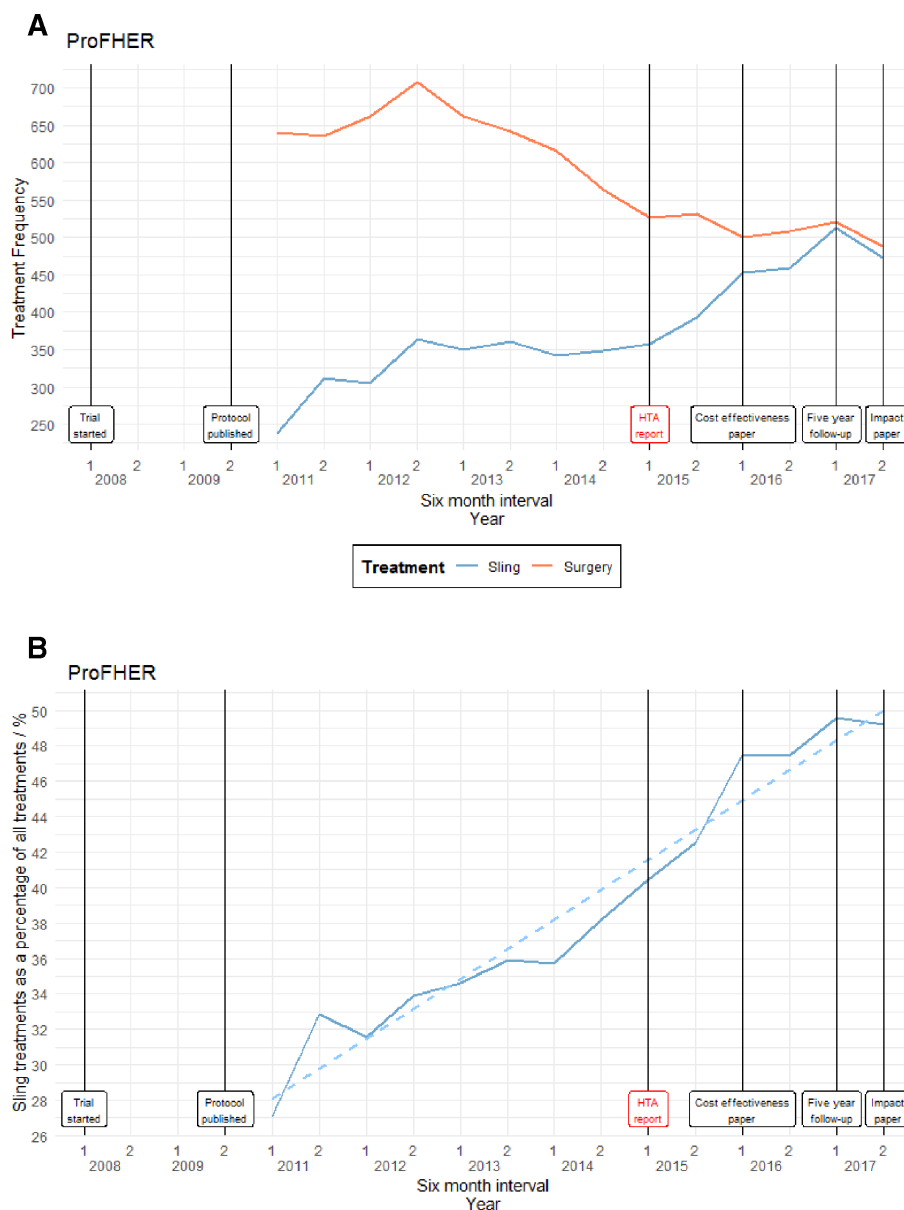 A
ProFHER
Treatment Frequency
700
650
600
550
500
450
400
350
300
250
Trial
started
Protocol
published
HTA
report
Cost effectiveness
paper
Five year
follow-up
Impact
paper
1 2 1 2 1 2 1 2 1 2 1 2 1 2 1 2 1 2
2008 2009 2011 2012 2013 2014 2015 2016 2017
Six month interval
Year
Treatment Sling Surgery
B
ProFHER
Sling treatments as a percentage of all treatments / %
50
48
46
44
42
40
38
36
34
32
30
28
26
Trial
started
Protocol
published
HTA
report
Cost effectiveness
paper
Five year
follow-up
Impact
paper
1 2 1 2 1 2 1 2 1 2 1 2 1 2 1 2 1 2
2008 2009 2011 2012 2013 2014 2015 2016 2017
Six month interval
Year